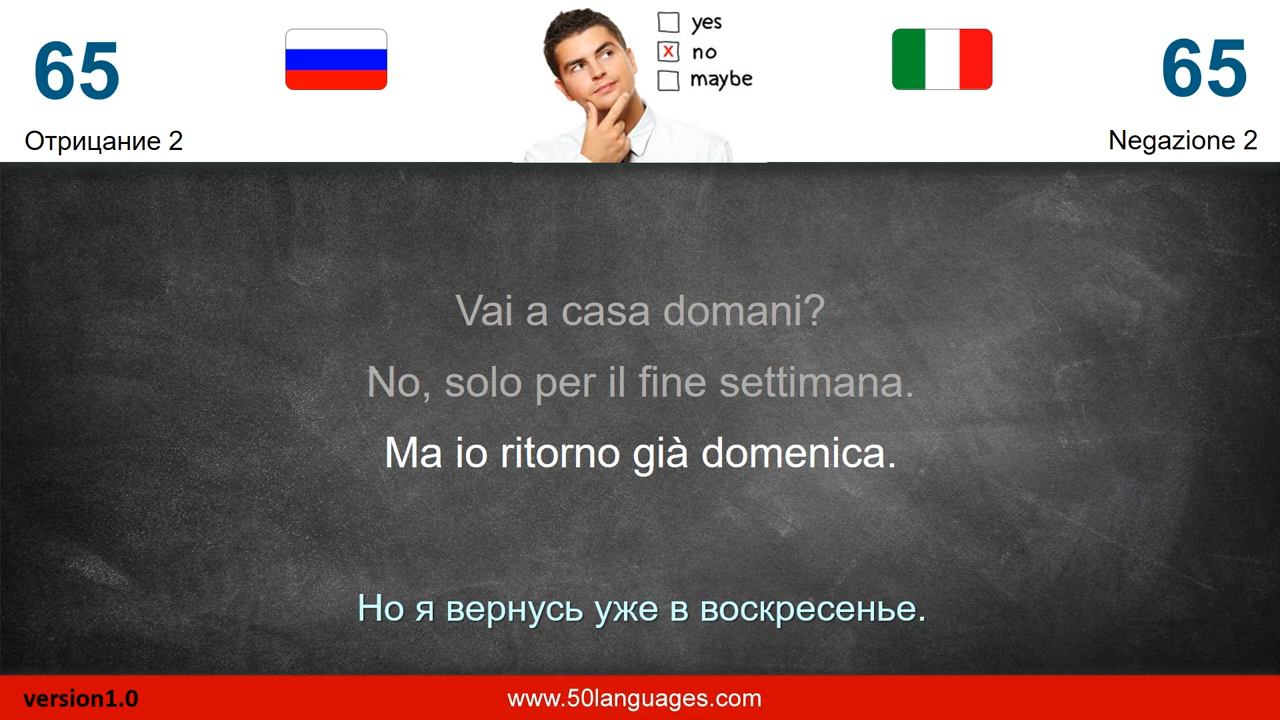 65
65
yes
x no
maybe
Отрицание 2
Negazione 2
Vai a casa domani?
No, solo per il fine settimana.
Ma io ritorno già domenica.
Но я вернусь уже в воскресенье.
version1.0
www.50languages.com